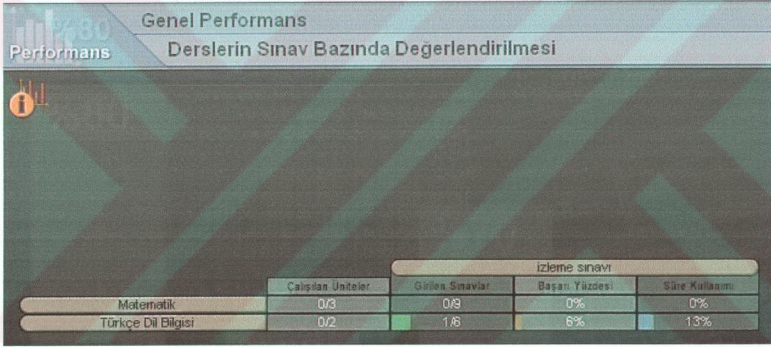 %80
Performans
Genel Performans
Derslerin Sınav Bazında Değerlendirilmesi
izleme sınavı
Çalışılan Üniteler Girilen Sınavlar Başarı Yüzdesi Süre Kullanımı
Matematik 0/3 0/9 0% 0%
Türkçe Dil Bilgisi 0/2 1/6 6% 13%